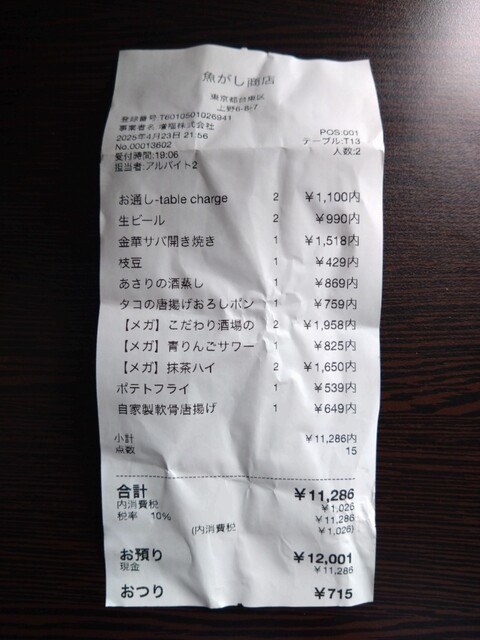 魚がし商店
東京都台東区
上野6-8-7
登録番号 T6010501026941
事業者名 濱福株式会社
2025年4月23日 21:56 POS:001
No.00013602 テーブル:T13
受付時間:19:06 人数:2
担当者:アルバイト2
お通し-table charge 2 ¥1,100内
生ビール 2 ¥990内
金華サバ開き焼き 1 ¥1,518内
枝豆 1 ¥429内
あさりの酒蒸し 1 ¥869内
タコの唐揚げおろしポン 1 ¥759内
【メガ】こだわり酒場の 2 ¥1,958内
【メガ】青りんごサワー 1 ¥825内
【メガ】抹茶ハイ 2 ¥1,650内
ポテトフライ 1 ¥539内
自家製軟骨唐揚げ 1 ¥649内
小計 ¥11,286内
点数 15
合計 ¥11,286
内消費税 ¥1,026
税率 10% ¥11,286
(内消費税 ¥1,026)
お預り ¥12,001
現金 ¥11,286
おつり ¥715